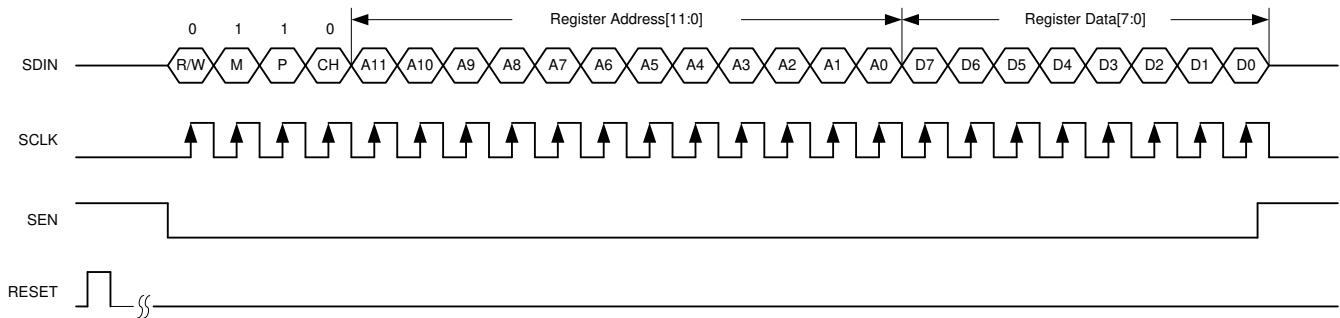 Register Address[11:0] Register Data[7:0]
0 1 1 0
SDIN R/W M P CH A11 A10 A9 A8 A7 A6 A5 A4 A3 A2 A1 A0 D7 D6 D5 D4 D3 D2 D1 D0
SCLK
SEN
RESET